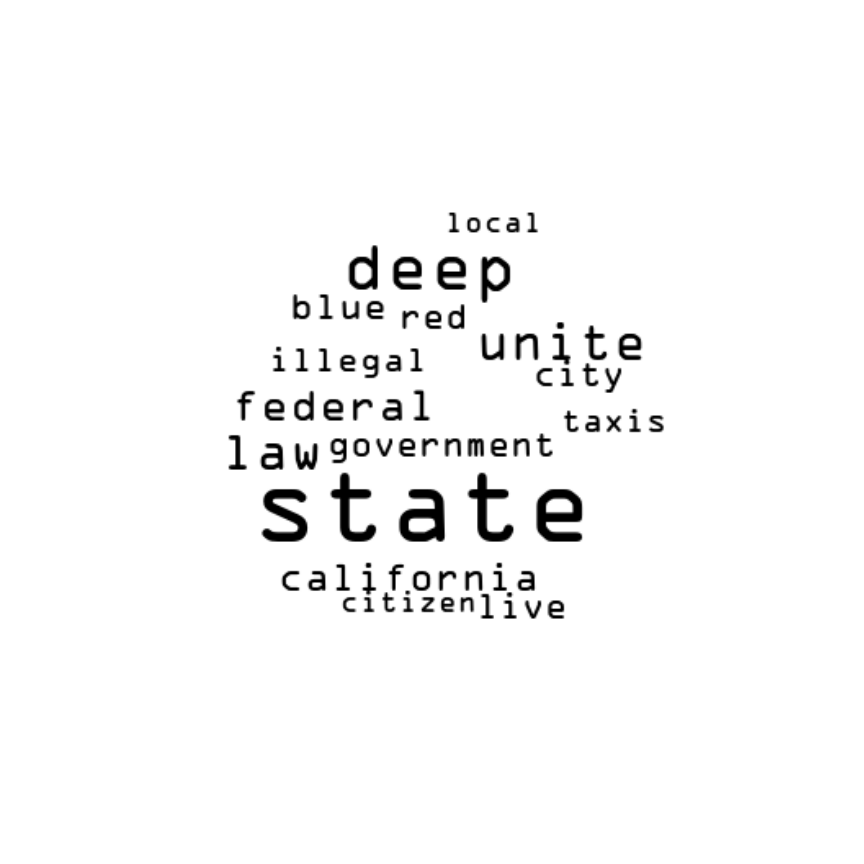 local
deep
blue red
unite
illegal
city
federal
taxis
law government
state
california
citizen live